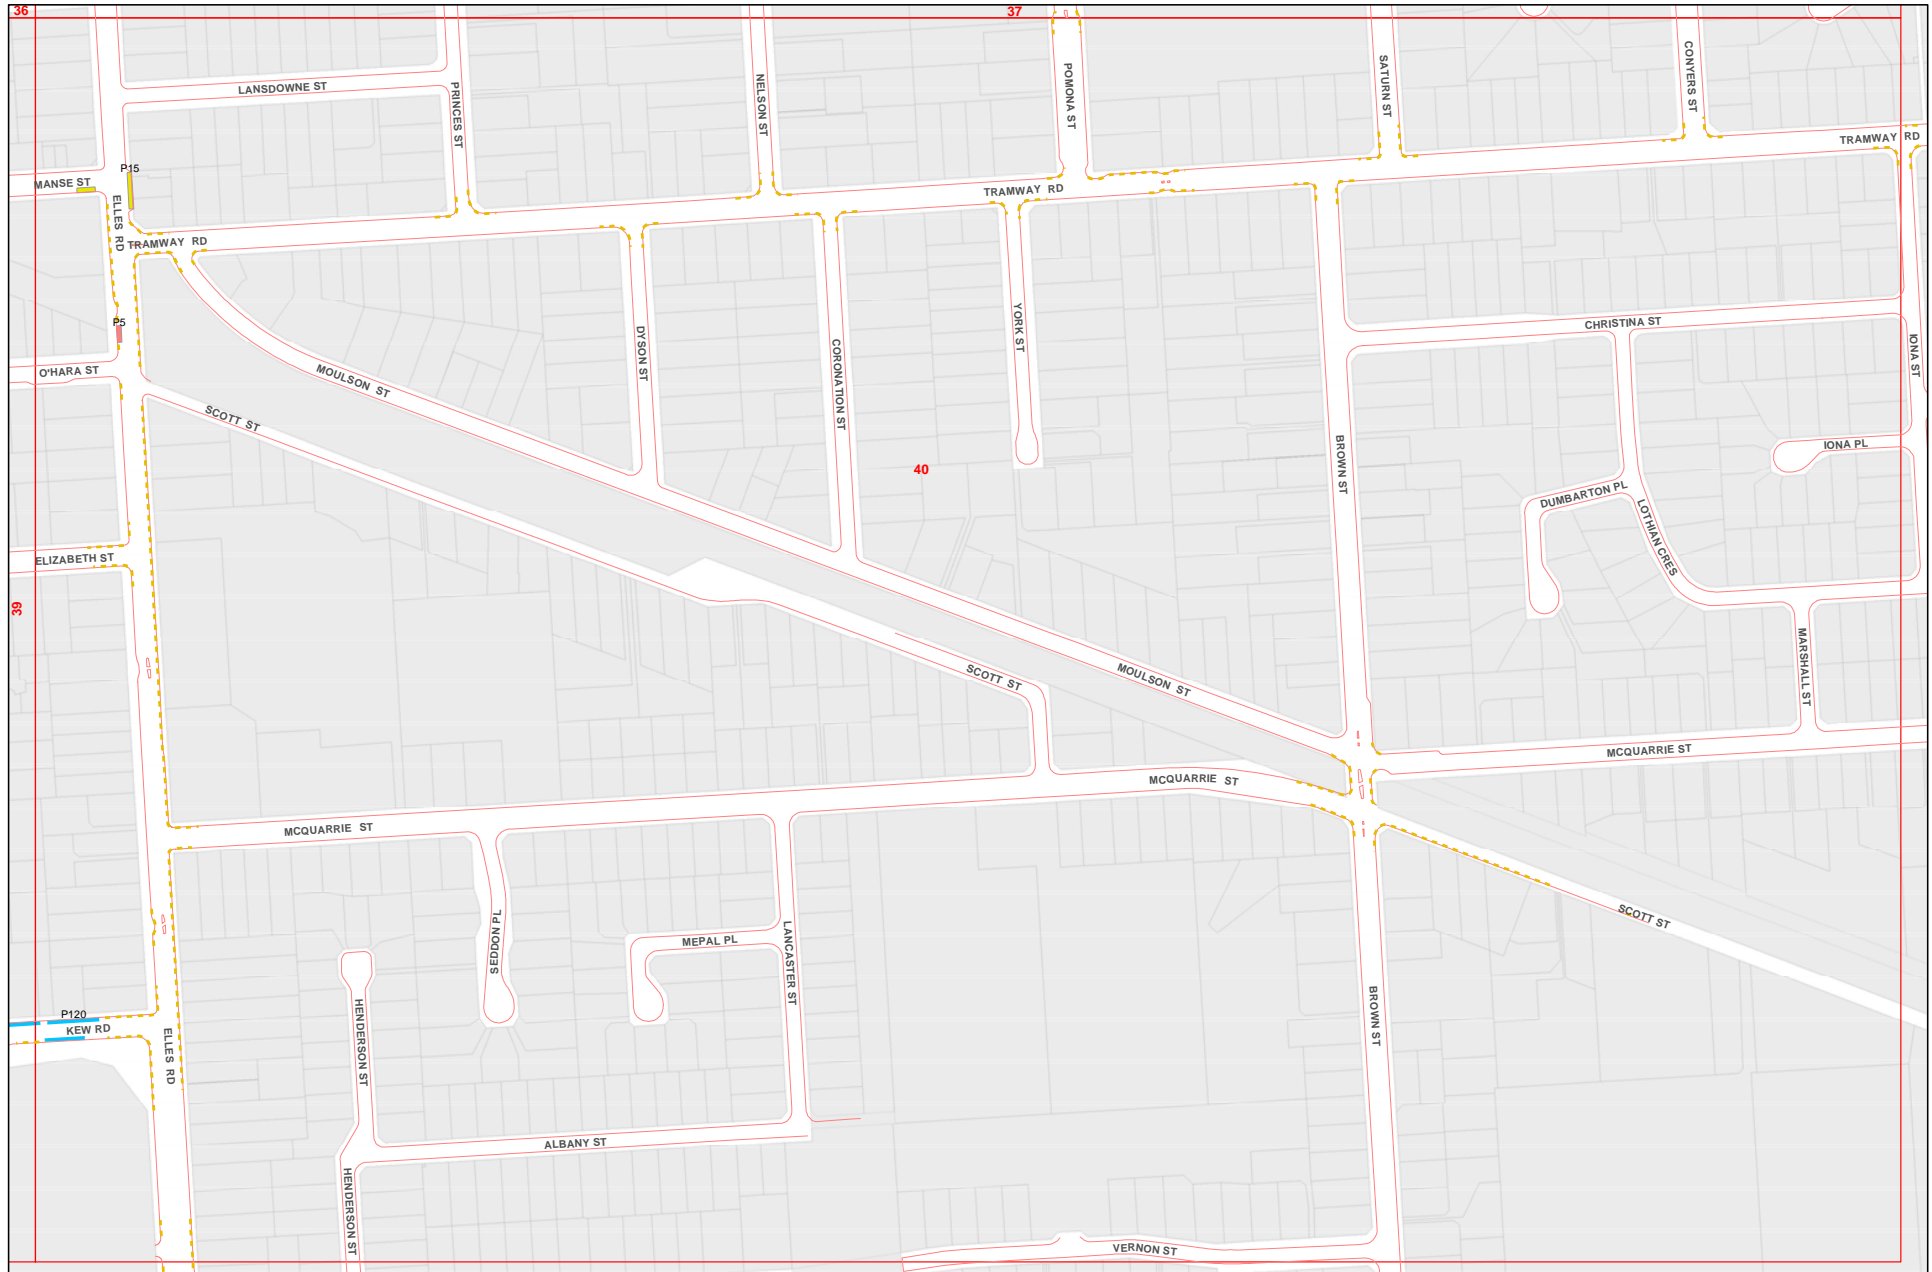 36
37
LANSDOWNE ST
PRINCES ST
NELSON ST
POMONA ST
SATURN ST
CONYERS ST
TRAMWAY RD
P15
MANSE ST
ELLES RD
TRAMWAY RD
TRAMWAY RD
P5
O'HARA ST
MOULSON ST
SCOTT ST
DYSON ST
CORONATION ST
YORK ST
CHRISTINA ST
IONA ST
40
BROWN ST
IONA PL
DUMBARTON PL
LOTHIAN CRES
ELIZABETH ST
39
SCOTT ST
MOULSON ST
MARSHALL ST
MCQUARRIE ST
MCQUARRIE ST
MCQUARRIE ST
SEDDON PL
MEPAL PL
LANCASTER ST
SCOTT ST
P120
KEW RD
ELLES RD
HENDERSON ST
BROWN ST
ALBANY ST
HENDERSON ST
VERNON ST